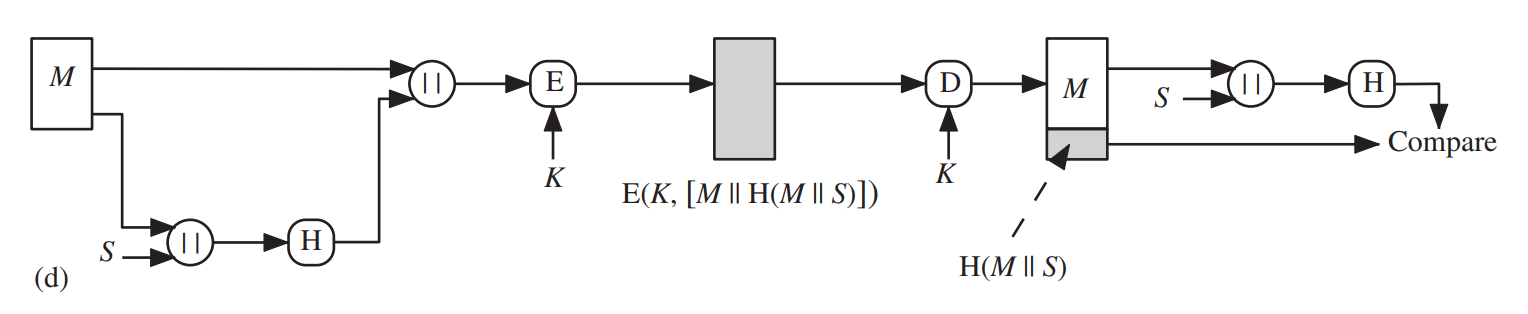 M
||
E
D
M
S
||
H
Compare
K
K
E(K, [M || H(M || S)])
S
||
H
H(M || S)
(d)